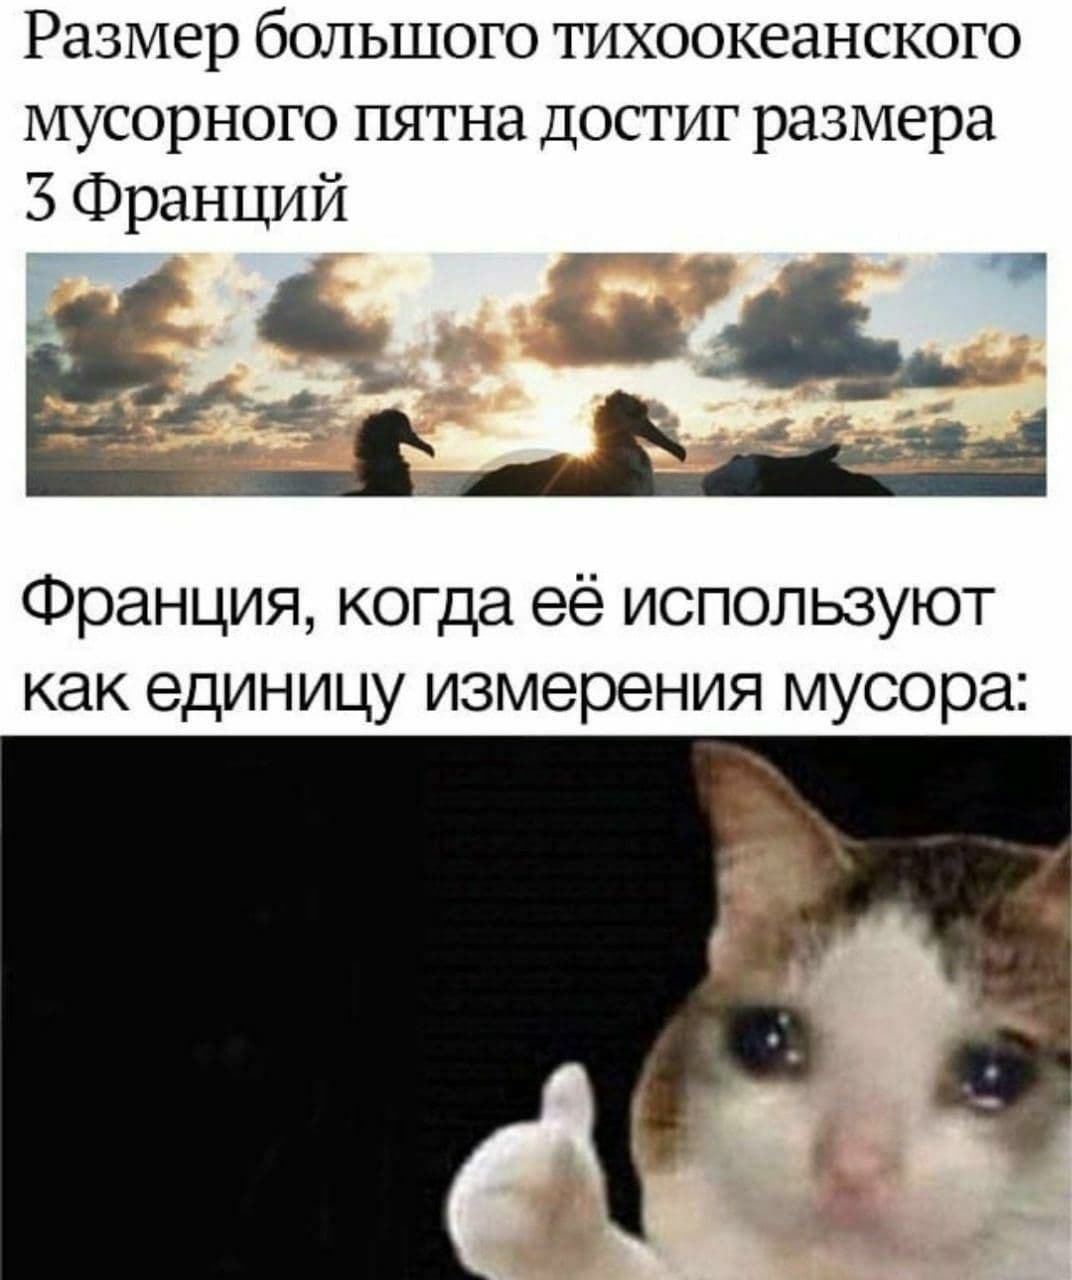 Размер большого тихоокеанского
мусорного пятна достиг размера
3 Франций
Франция, когда её используют
как единицу измерения мусора: